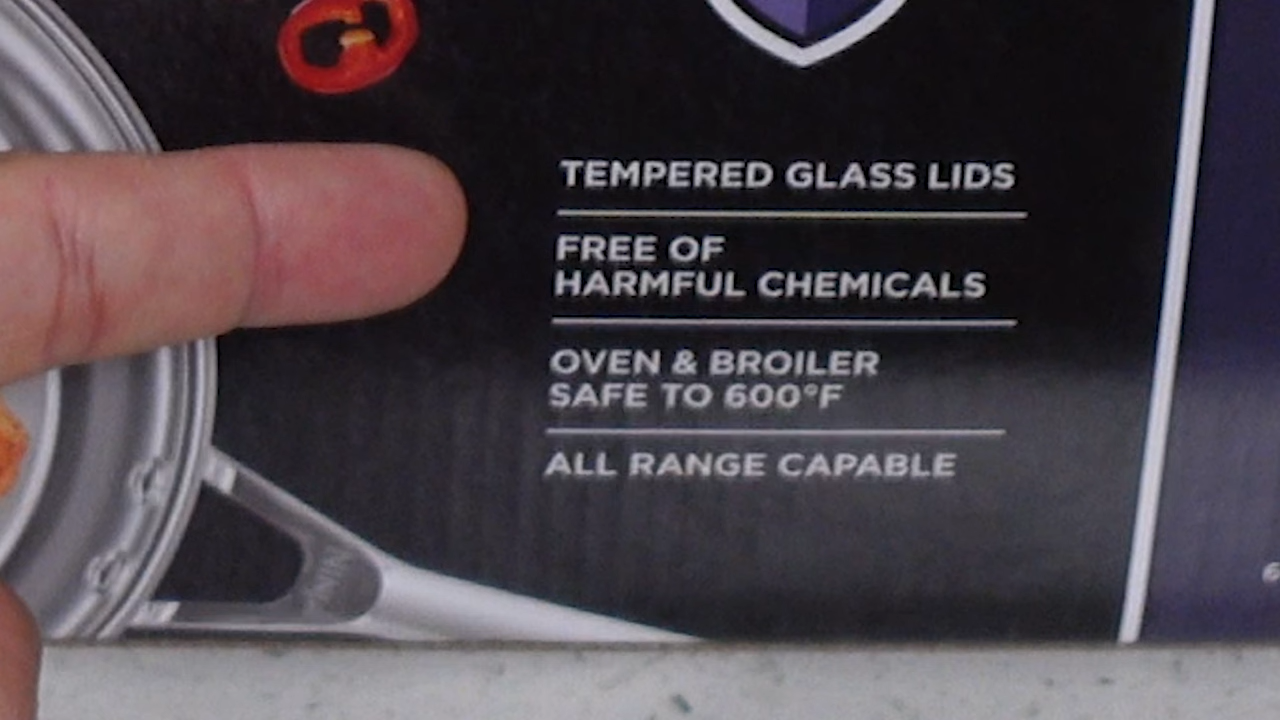 TEMPERED GLASS LIDS
FREE OF
HARMFUL CHEMICALS
OVEN & BROILER
SAFE TO 600°F
ALL RANGE CAPABLE